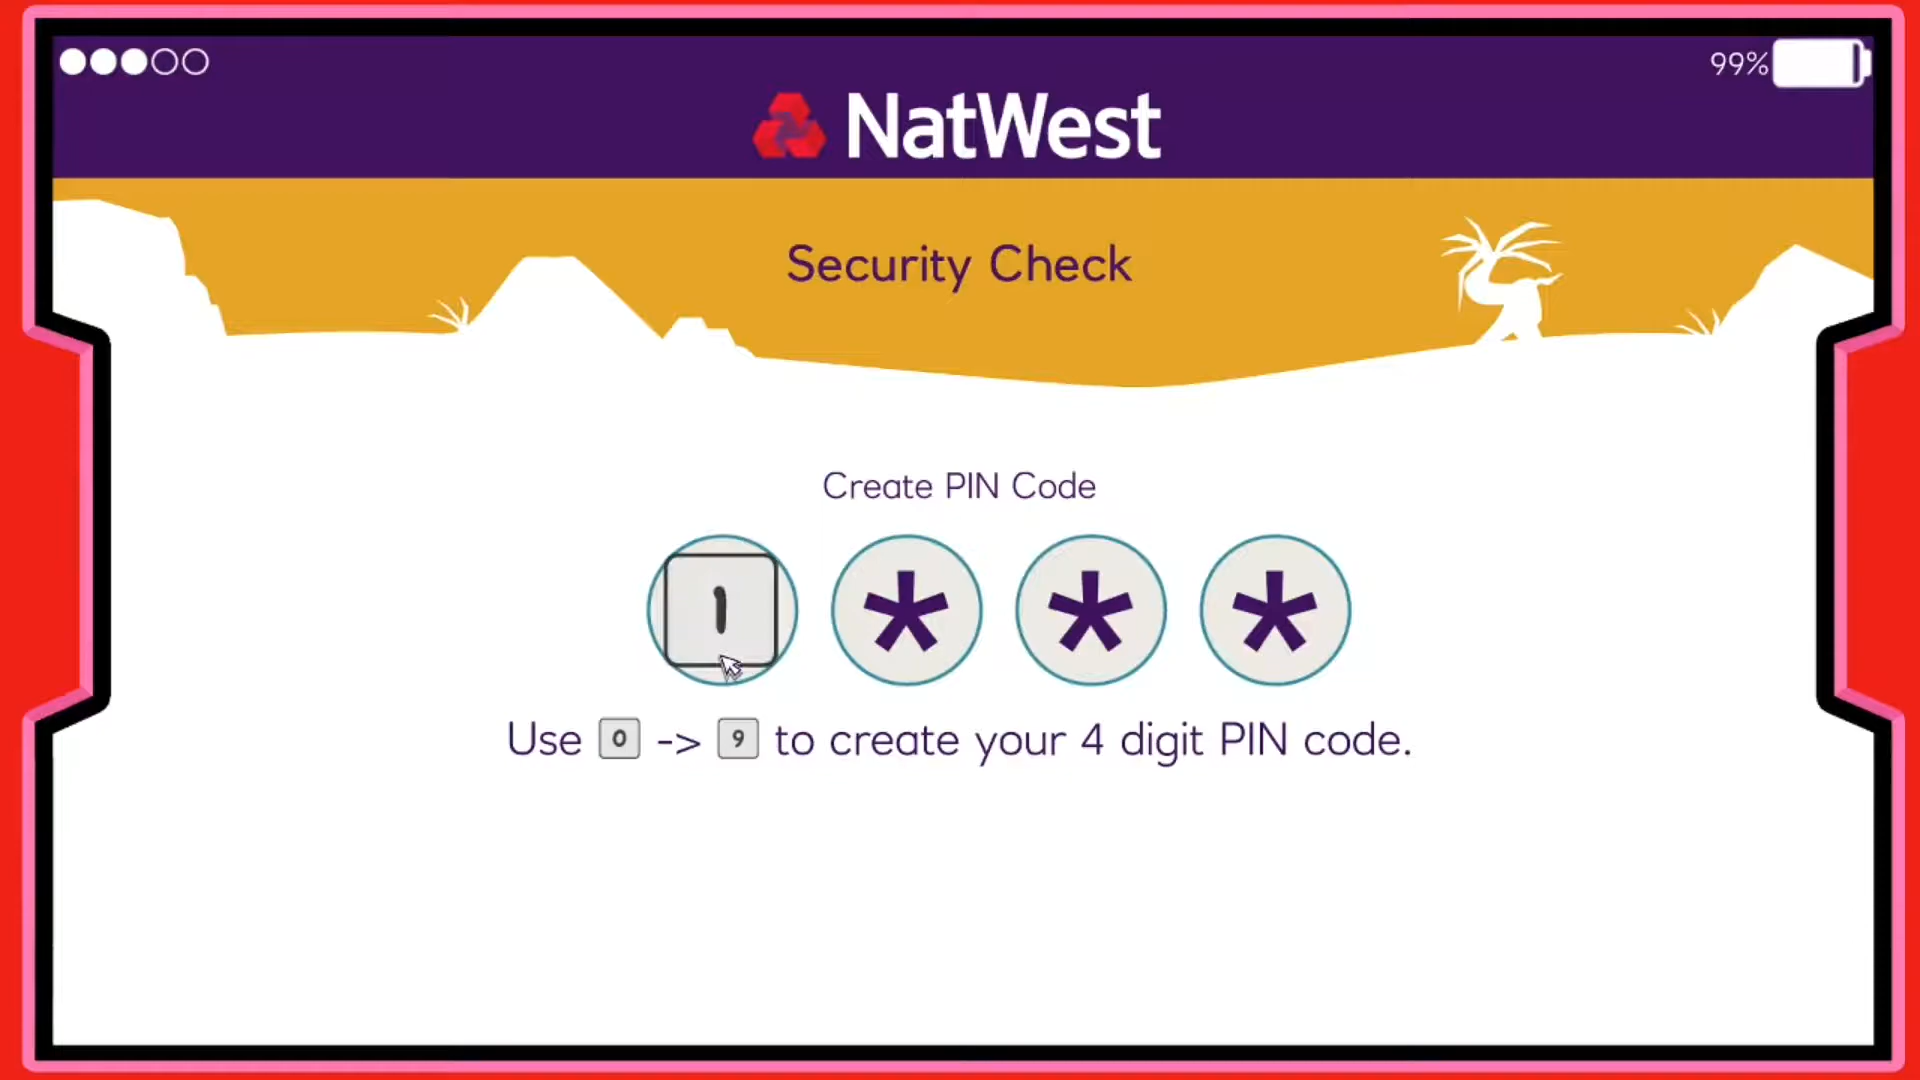 99%
NatWest
Security Check
Create PIN Code
1 * * *
Use 0 -> 9 to create your 4 digit PIN code.